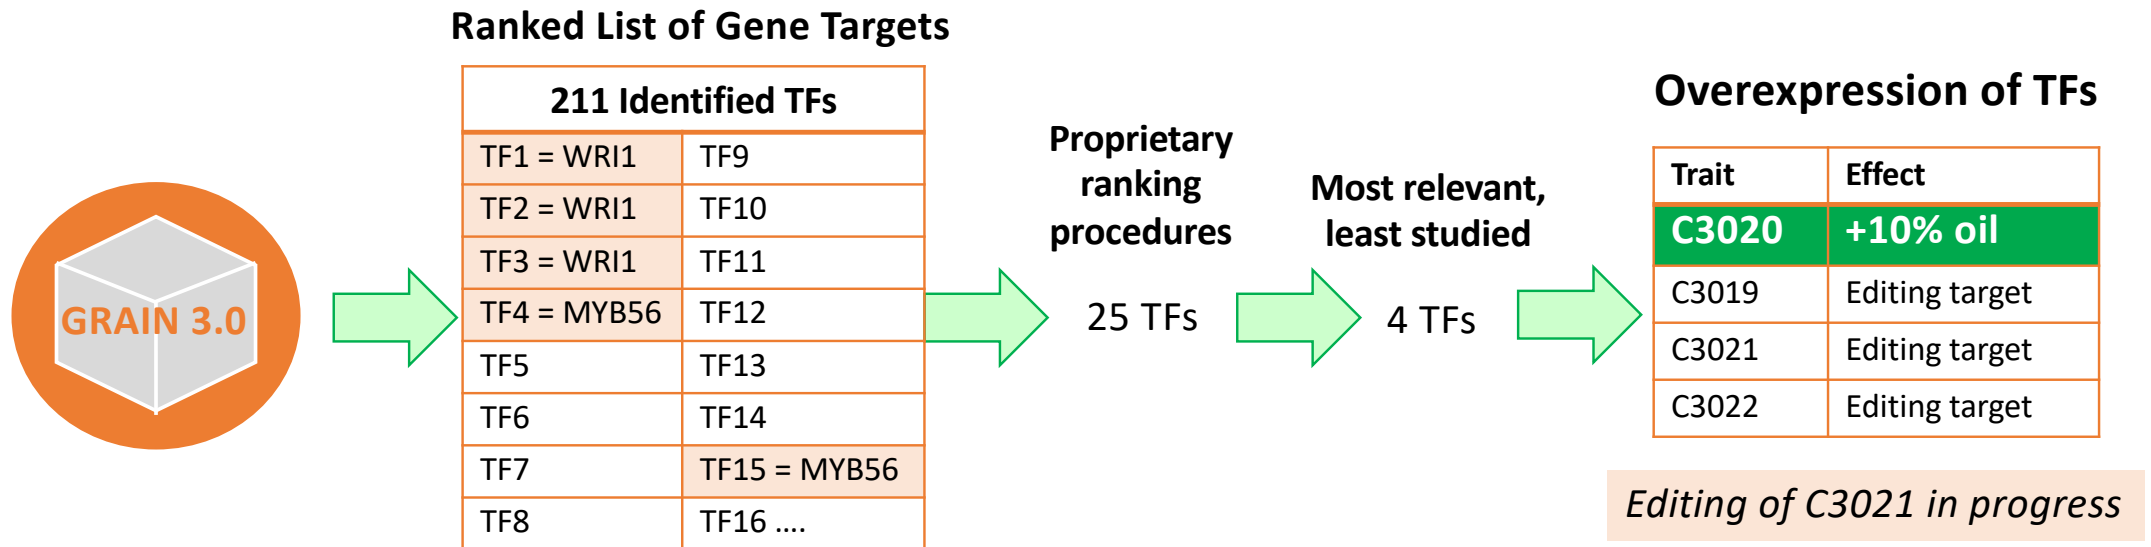 Ranked List of Gene Targets
GRAIN 3.0
211 Identified TFs
TF1 = WRI1 TF9
TF2 = WRI1 TF10
TF3 = WRI1 TF11
TF4 = MYB56 TF12
TF5 TF13
TF6 TF14
TF7 TF15 = MYB56
TF8 TF16 ....
Proprietary
ranking
procedures
25 TFs
Most relevant,
least studied
4 TFs
Overexpression of TFs
Trait Effect
C3020 +10% oil
C3019 Editing target
C3021 Editing target
C3022 Editing target
Editing of C3021 in progress